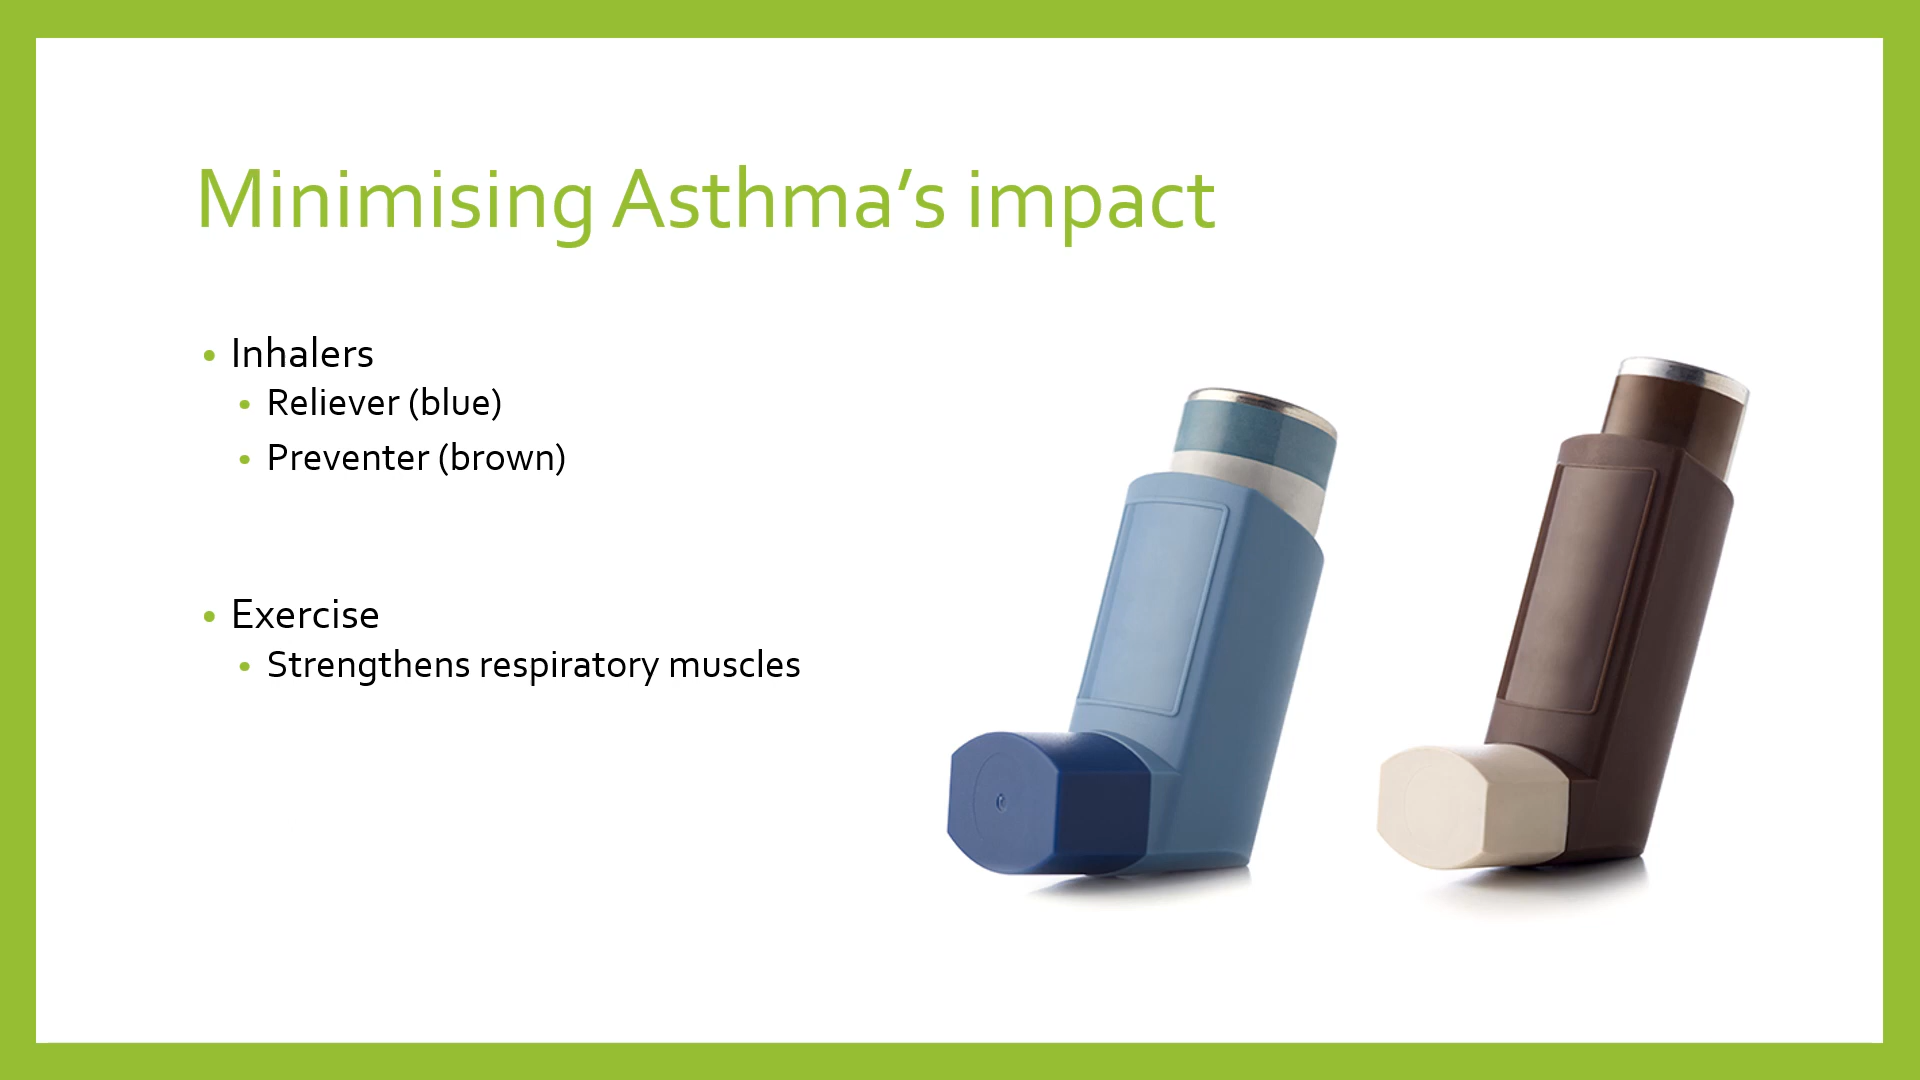 Minimising Asthma’s impact
• Inhalers
• Reliever (blue)
• Preventer (brown)
• Exercise
• Strengthens respiratory muscles